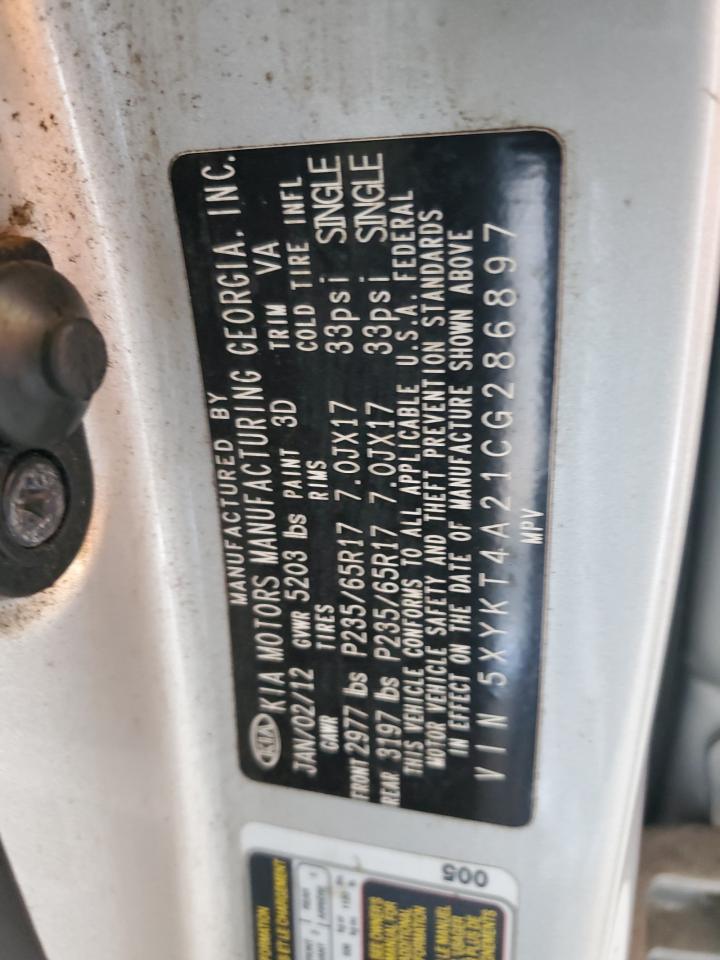 MANUFACTURED BY
KIA KIA MOTORS MANUFACTURING GEORGIA. INC.
JAN/02/12 GVWR 5203 lbs PAINT 3D TRIM VA
GAWR TIRES RIMS COLD TIRE INFL
FRONT 2977 lbs P235/65R17 7.0JX17 33psi SINGLE
REAR 3197 lbs P235/65R17 7.0JX17 33psi SINGLE
THIS VEHICLE CONFORMS TO ALL APPLICABLE U.S.A. FEDERAL
MOTOR VEHICLE SAFETY AND THEFT PREVENTION STANDARDS
IN EFFECT ON THE DATE OF MANUFACTURE SHOWN ABOVE
VIN 5XYKT4A21CG286897
MPV
005